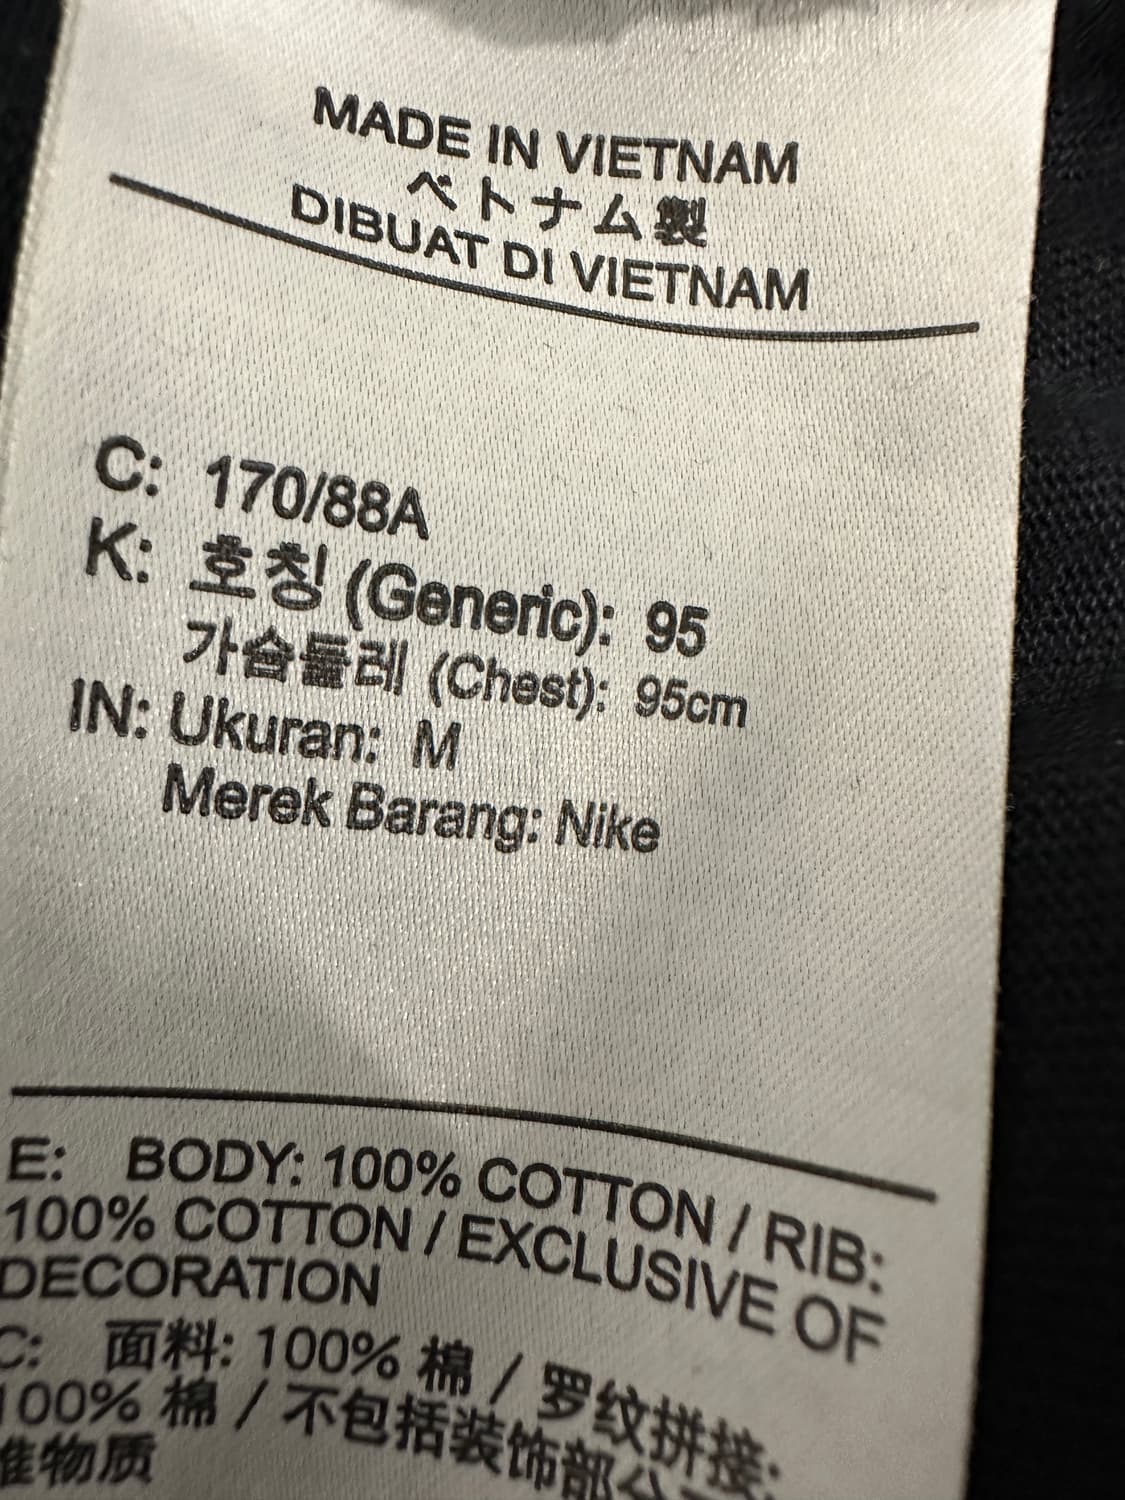 MADE IN VIETNAM
ベトナム製
DIBUAT DI VIETNAM
C: 170/88A
K: 호칭 (Generic): 95
가슴둘레 (Chest): 95cm
IN: Ukuran: M
Merek Barang: Nike
E: BODY: 100% COTTON / RIB:
100% COTTON / EXCLUSIVE OF
DECORATION
C: 面料: 100% 棉 / 罗纹拼接:
100% 棉 / 不包括装饰部分
维物质